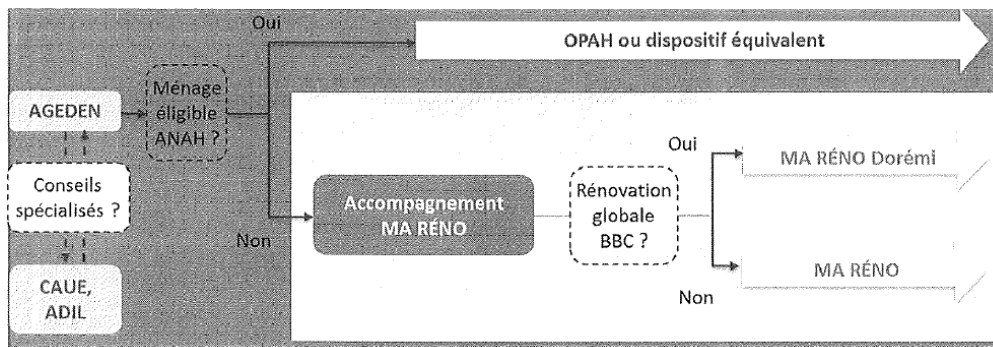 Oui
OPAH ou dispositif équivalent
AGEDEN
Ménage
éligible
ANAH ?
Conseils
spécialisés ?
CAUE,
ADIL
Non
Accompagnement
MA RÉNO
Rénovation
globale
BBC ?
Oui
MA RÉNO Dorémi
Non
MA RÉNO